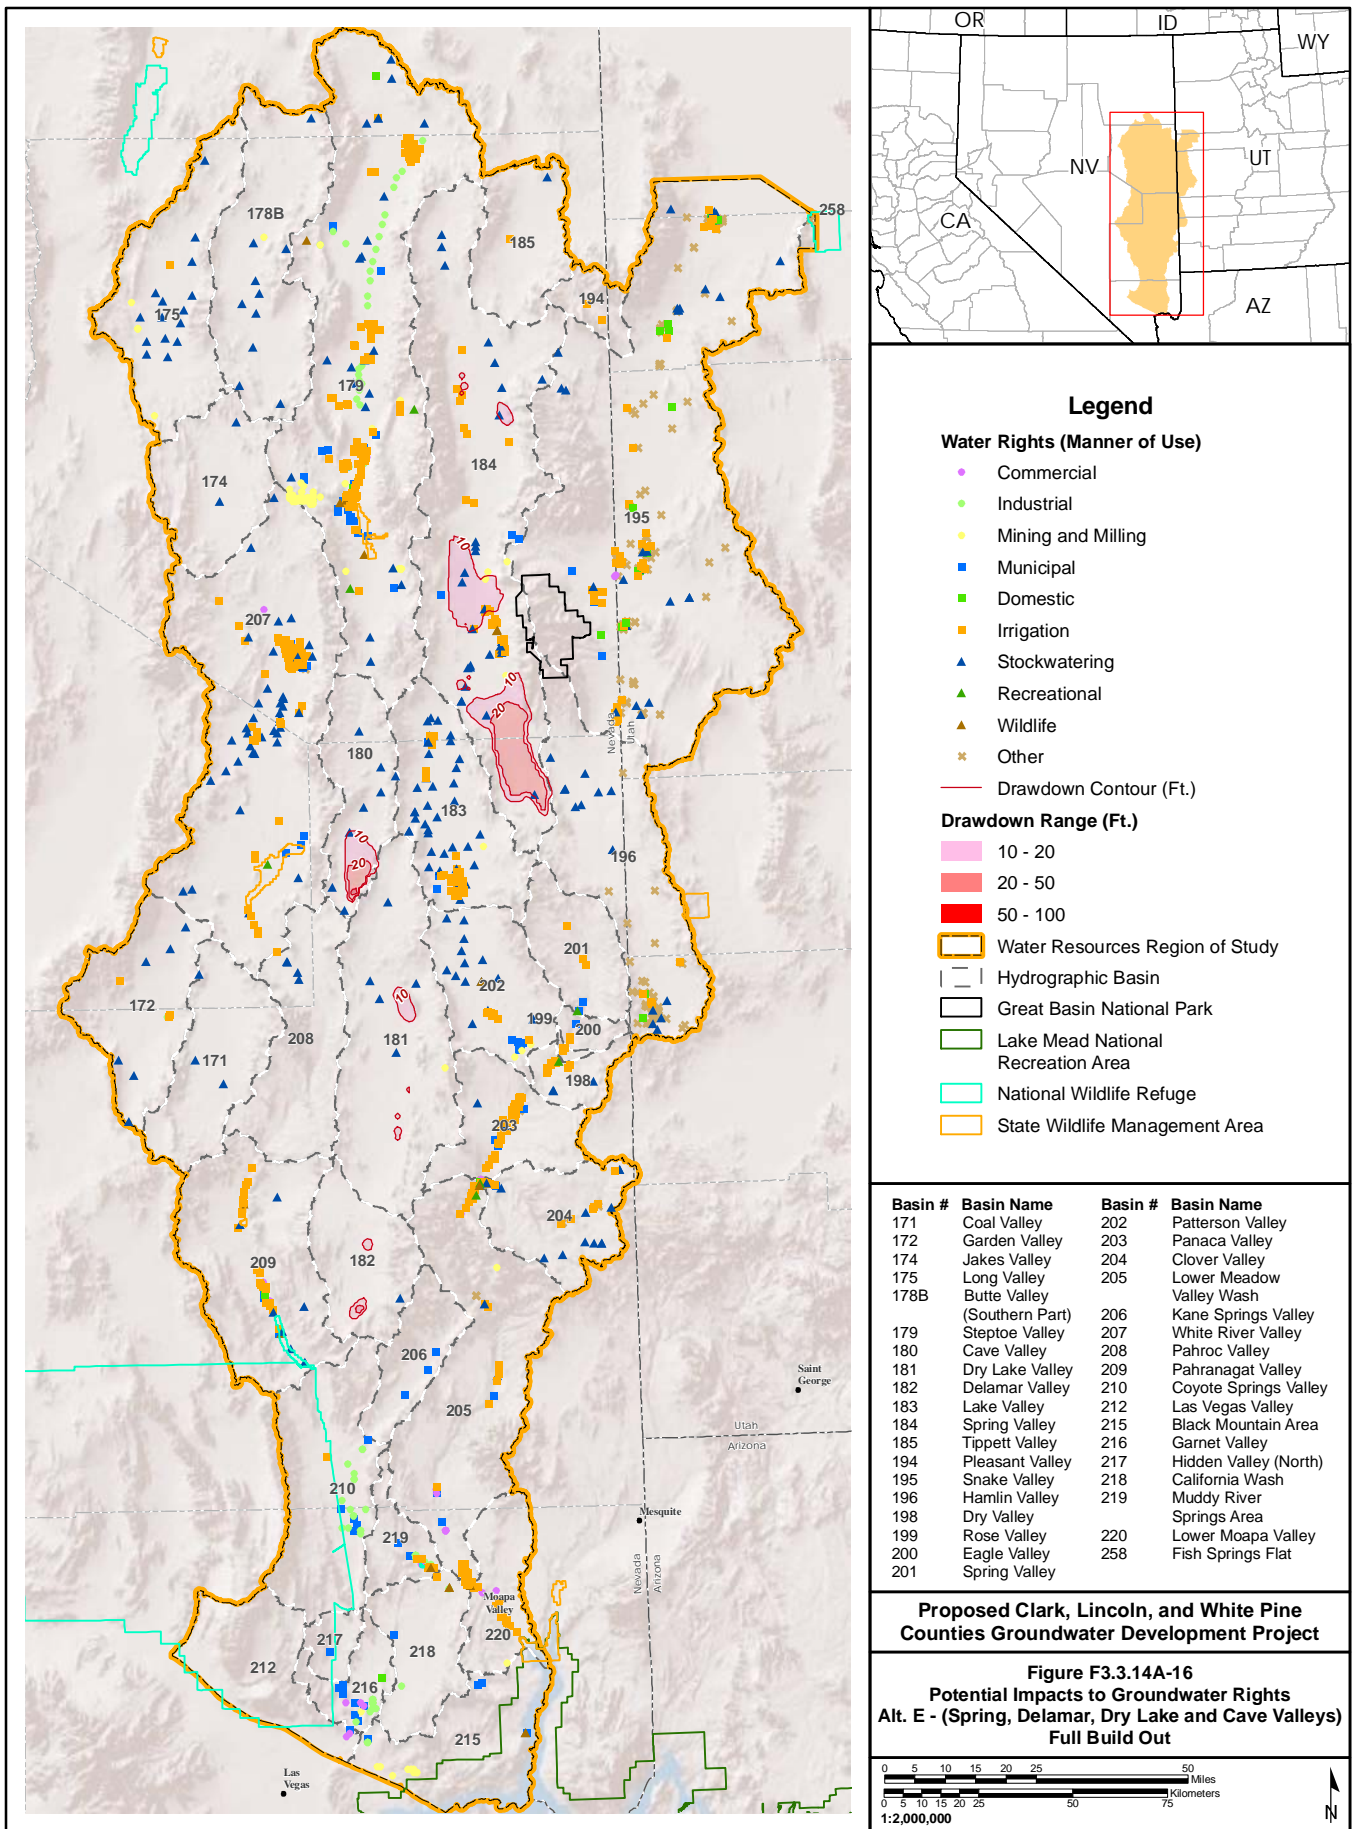 OR
ID
WY
NV
UT
CA
AZ
258
178B
185
194
175
179
184
174
195
10
207
10
20
Nevada
Utah
180
183
10
20
196
201
202
10
172
199
200
208
181
171
198
203
204
182
209
206
Saint
George
205
Utah
Arizona
210
Mesquite
219
Nevada
Arizona
Moapa
Valley
220
217
218
212
216
215
Las
Vegas
Legend
Water Rights (Manner of Use)
Commercial
Industrial
Mining and Milling
Municipal
Domestic
Irrigation
Stockwatering
Recreational
Wildlife
Other
Drawdown Contour (Ft.)
Drawdown Range (Ft.)
10 - 20
20 - 50
50 - 100
Water Resources Region of Study
Hydrographic Basin
Great Basin National Park
Lake Mead National
Recreation Area
National Wildlife Refuge
State Wildlife Management Area
Basin # Basin Name Basin # Basin Name
171 Coal Valley 202 Patterson Valley
172 Garden Valley 203 Panaca Valley
174 Jakes Valley 204 Clover Valley
175 Long Valley 205 Lower Meadow
178B Butte Valley Valley Wash
(Southern Part) 206 Kane Springs Valley
179 Steptoe Valley 207 White River Valley
180 Cave Valley 208 Pahroc Valley
181 Dry Lake Valley 209 Pahranagat Valley
182 Delamar Valley 210 Coyote Springs Valley
183 Lake Valley 212 Las Vegas Valley
184 Spring Valley 215 Black Mountain Area
185 Tippett Valley 216 Garnet Valley
194 Pleasant Valley 217 Hidden Valley (North)
195 Snake Valley 218 California Wash
196 Hamlin Valley 219 Muddy River
198 Dry Valley Springs Area
199 Rose Valley 220 Lower Moapa Valley
200 Eagle Valley 258 Fish Springs Flat
201 Spring Valley
Proposed Clark, Lincoln, and White Pine
Counties Groundwater Development Project
Figure F3.3.14A-16
Potential Impacts to Groundwater Rights
Alt. E - (Spring, Delamar, Dry Lake and Cave Valleys)
Full Build Out
0 5 10 15 20 25 50
Miles
Kilometers
0 5 10 15 20 25 50 75
1:2,000,000
N